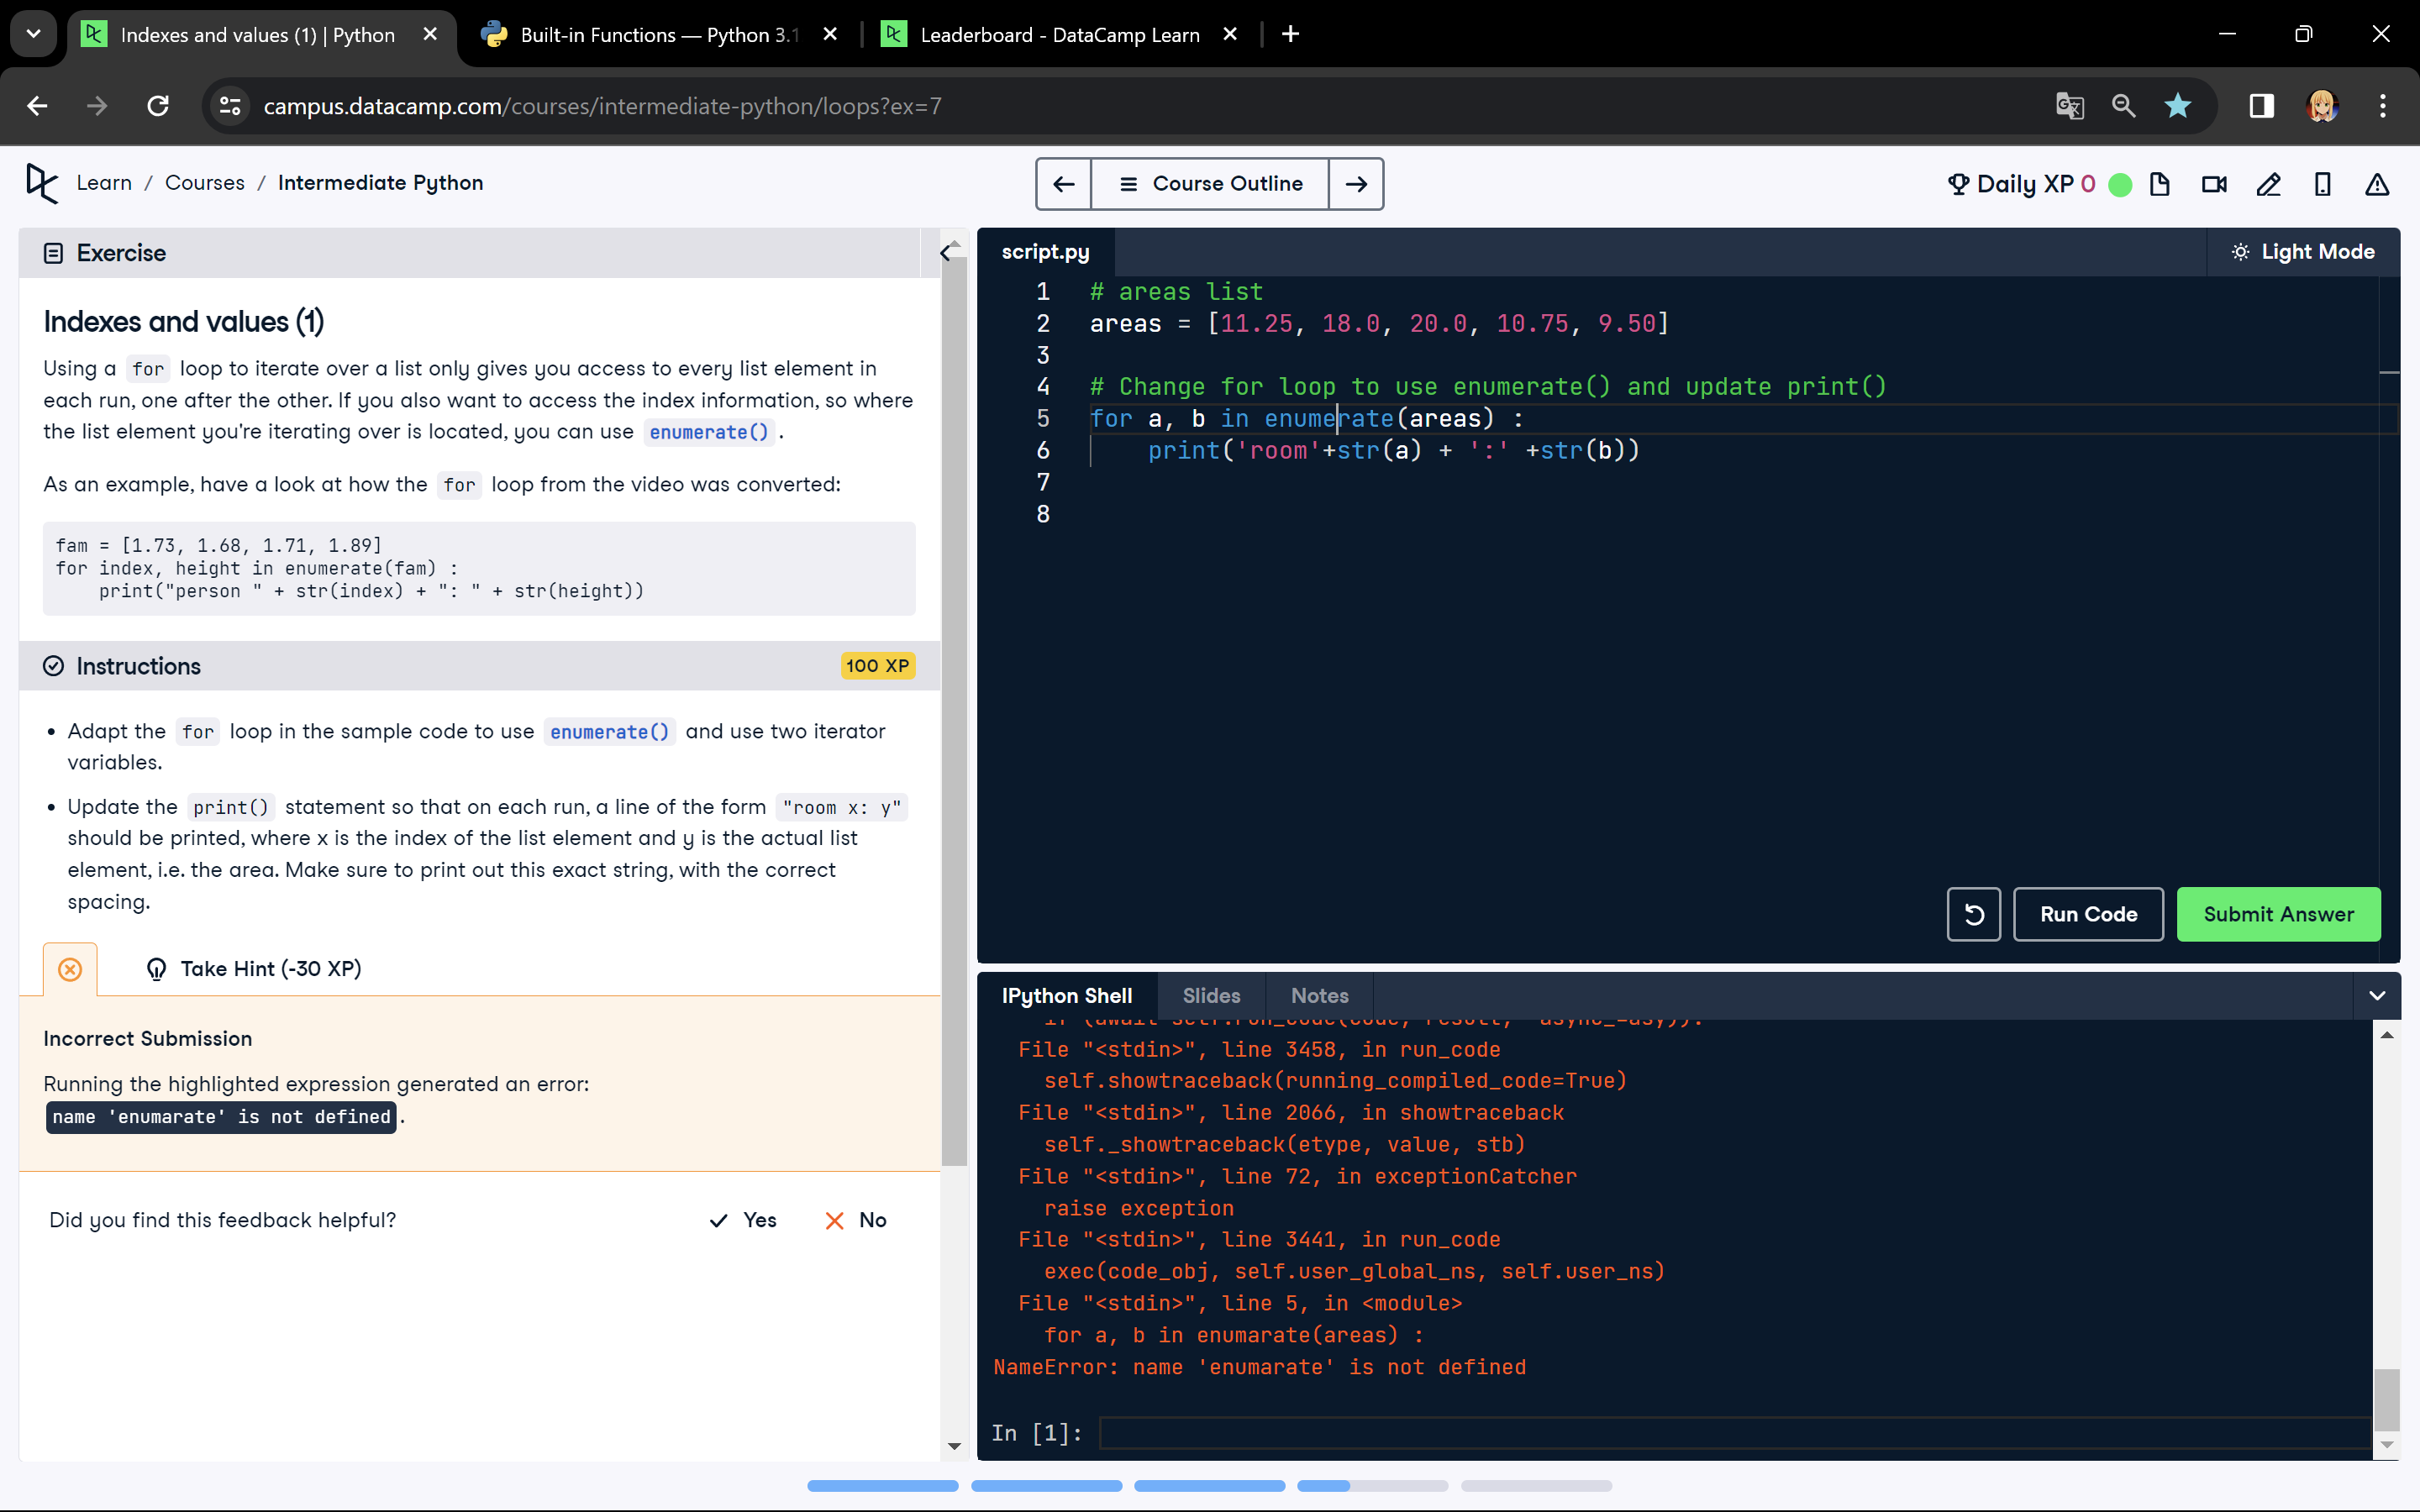 Indexes and values (1) | Python
Built-in Functions — Python 3.1
Leaderboard - DataCamp Learn
campus.datacamp.com/courses/intermediate-python/loops?ex=7
Learn / Courses / Intermediate Python
Course Outline
Daily XP 0
Exercise
Indexes and values (1)
Using a for loop to iterate over a list only gives you access to every list element in
each run, one after the other. If you also want to access the index information, so where
the list element you're iterating over is located, you can use enumerate() .
As an example, have a look at how the for loop from the video was converted:
fam = [1.73, 1.68, 1.71, 1.89]
for index, height in enumerate(fam) :
    print("person " + str(index) + ": " + str(height))
Instructions
100 XP
• Adapt the for loop in the sample code to use enumerate() and use two iterator
variables.
• Update the print() statement so that on each run, a line of the form "room x: y"
should be printed, where x is the index of the list element and y is the actual list
element, i.e. the area. Make sure to print out this exact string, with the correct
spacing.
Take Hint (-30 XP)
Incorrect Submission
Running the highlighted expression generated an error:
name 'enumarate' is not defined .
Did you find this feedback helpful?
Yes
No
script.py
Light Mode
1 # areas list
2 areas = [11.25, 18.0, 20.0, 10.75, 9.50]
3
4 # Change for loop to use enumerate() and update print()
5 for a, b in enumerate(areas) :
6     print('room'+str(a) + ':' +str(b))
7
8
Run Code
Submit Answer
IPython Shell
Slides
Notes
if (await self.run_code(code, result, async_=asy)):
File "<stdin>", line 3458, in run_code
self.showtraceback(running_compiled_code=True)
File "<stdin>", line 2066, in showtraceback
self._showtraceback(etype, value, stb)
File "<stdin>", line 72, in exceptionCatcher
raise exception
File "<stdin>", line 3441, in run_code
exec(code_obj, self.user_global_ns, self.user_ns)
File "<stdin>", line 5, in <module>
for a, b in enumarate(areas) :
NameError: name 'enumarate' is not defined
In [1]: